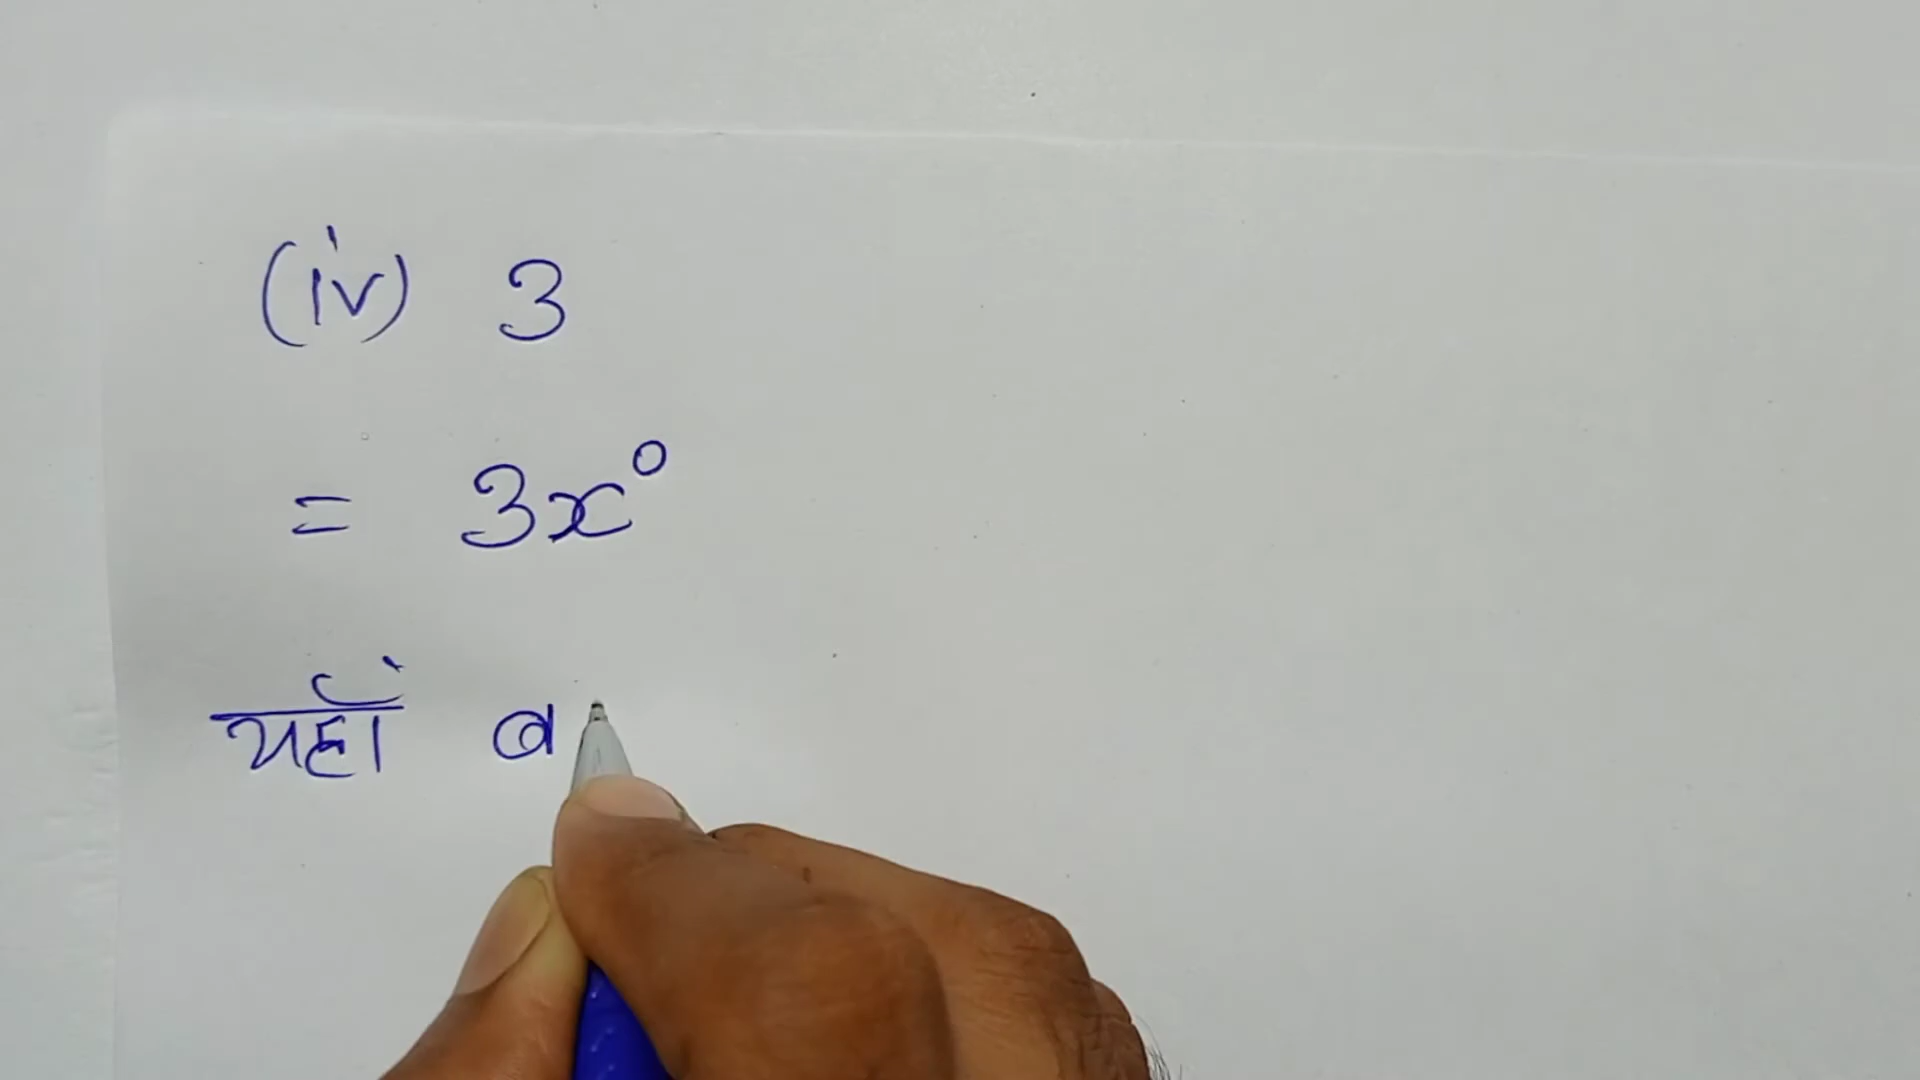 (iv) 3
= 3x⁰
यहाँ ब